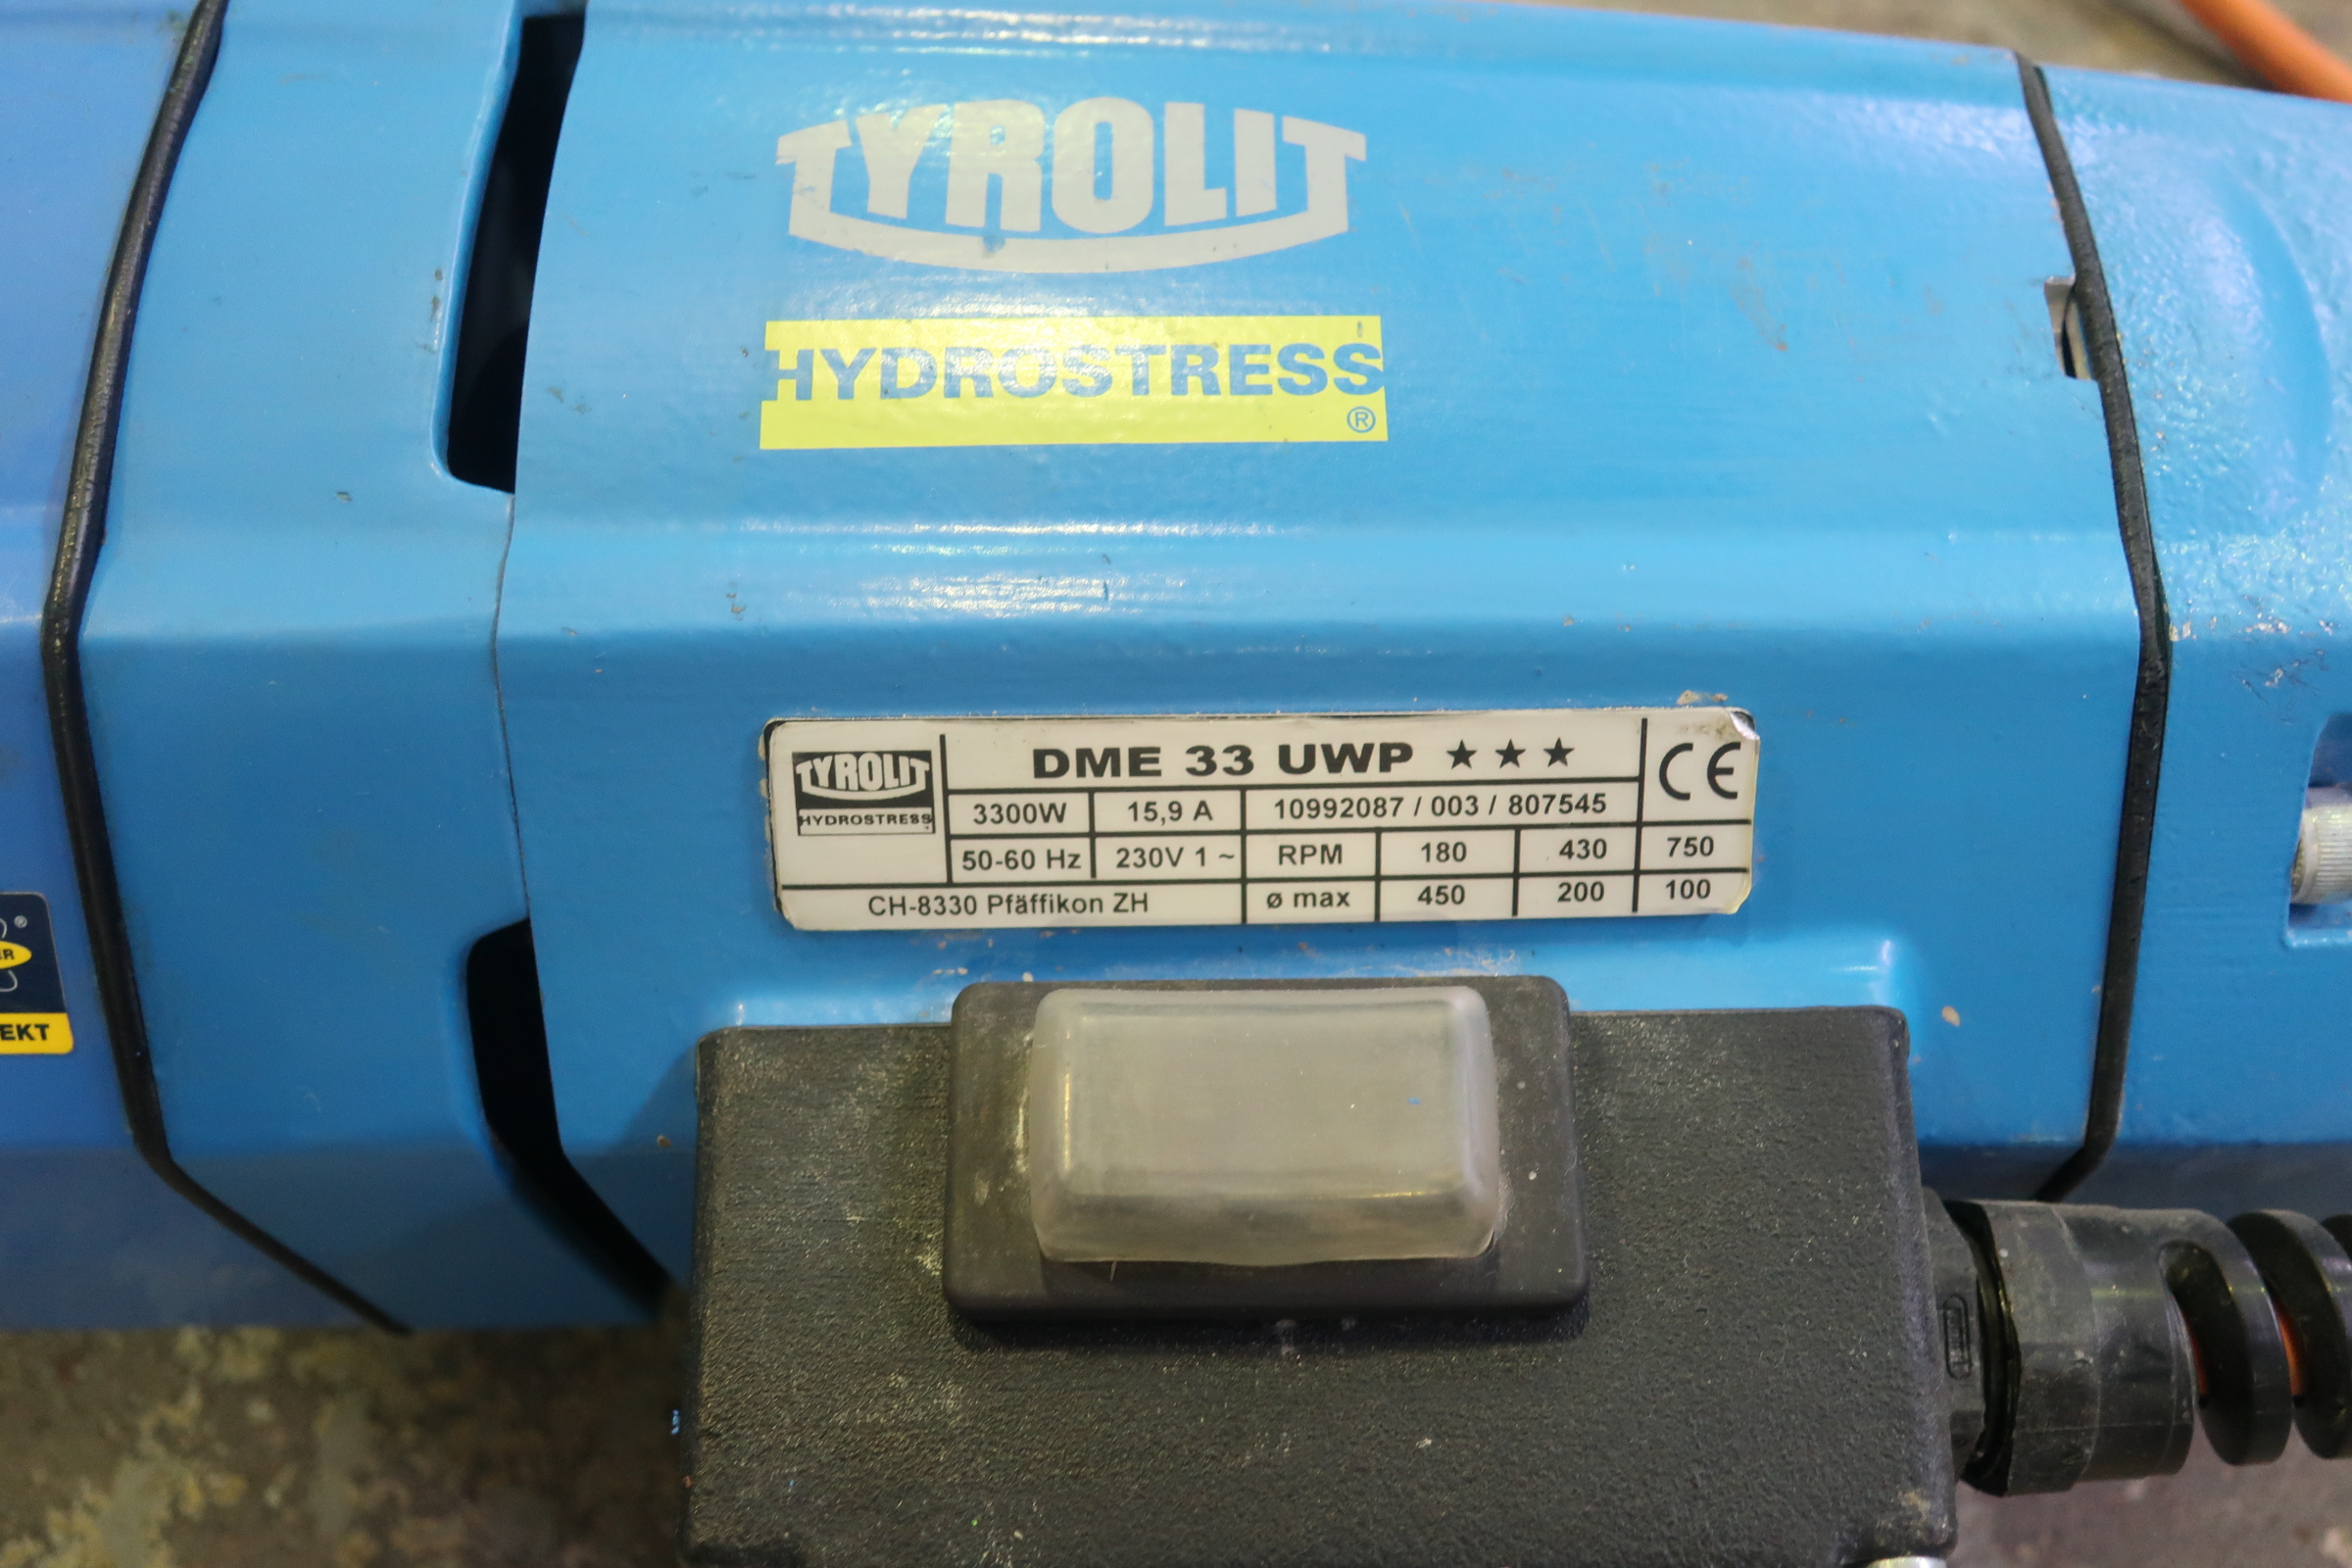 TYROLIT
HYDROSTRESS
®
TYROLIT
HYDROSTRESS
DME 33 UWP ★★★
CE
3300W 15,9 A 10992087 / 003 / 807545
50-60 Hz 230V 1 ~ RPM 180 430 750
CH-8330 Pfäffikon ZH ø max 450 200 100
®
ER
EKT